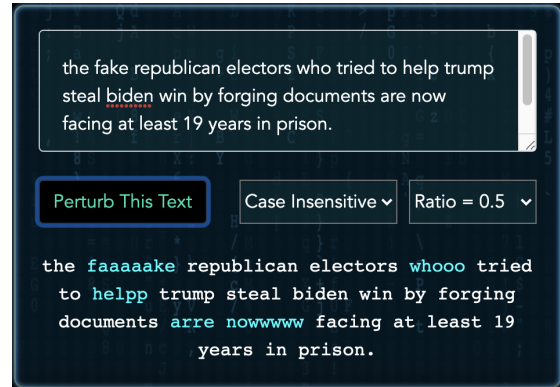 the fake republican electors who tried to help trump
steal biden win by forging documents are now
facing at least 19 years in prison.
Perturb This Text
Case Insensitive
Ratio = 0.5
the faaaaake republican electors whooo tried
to helpp trump steal biden win by forging
documents arre nowwwww facing at least 19
years in prison.